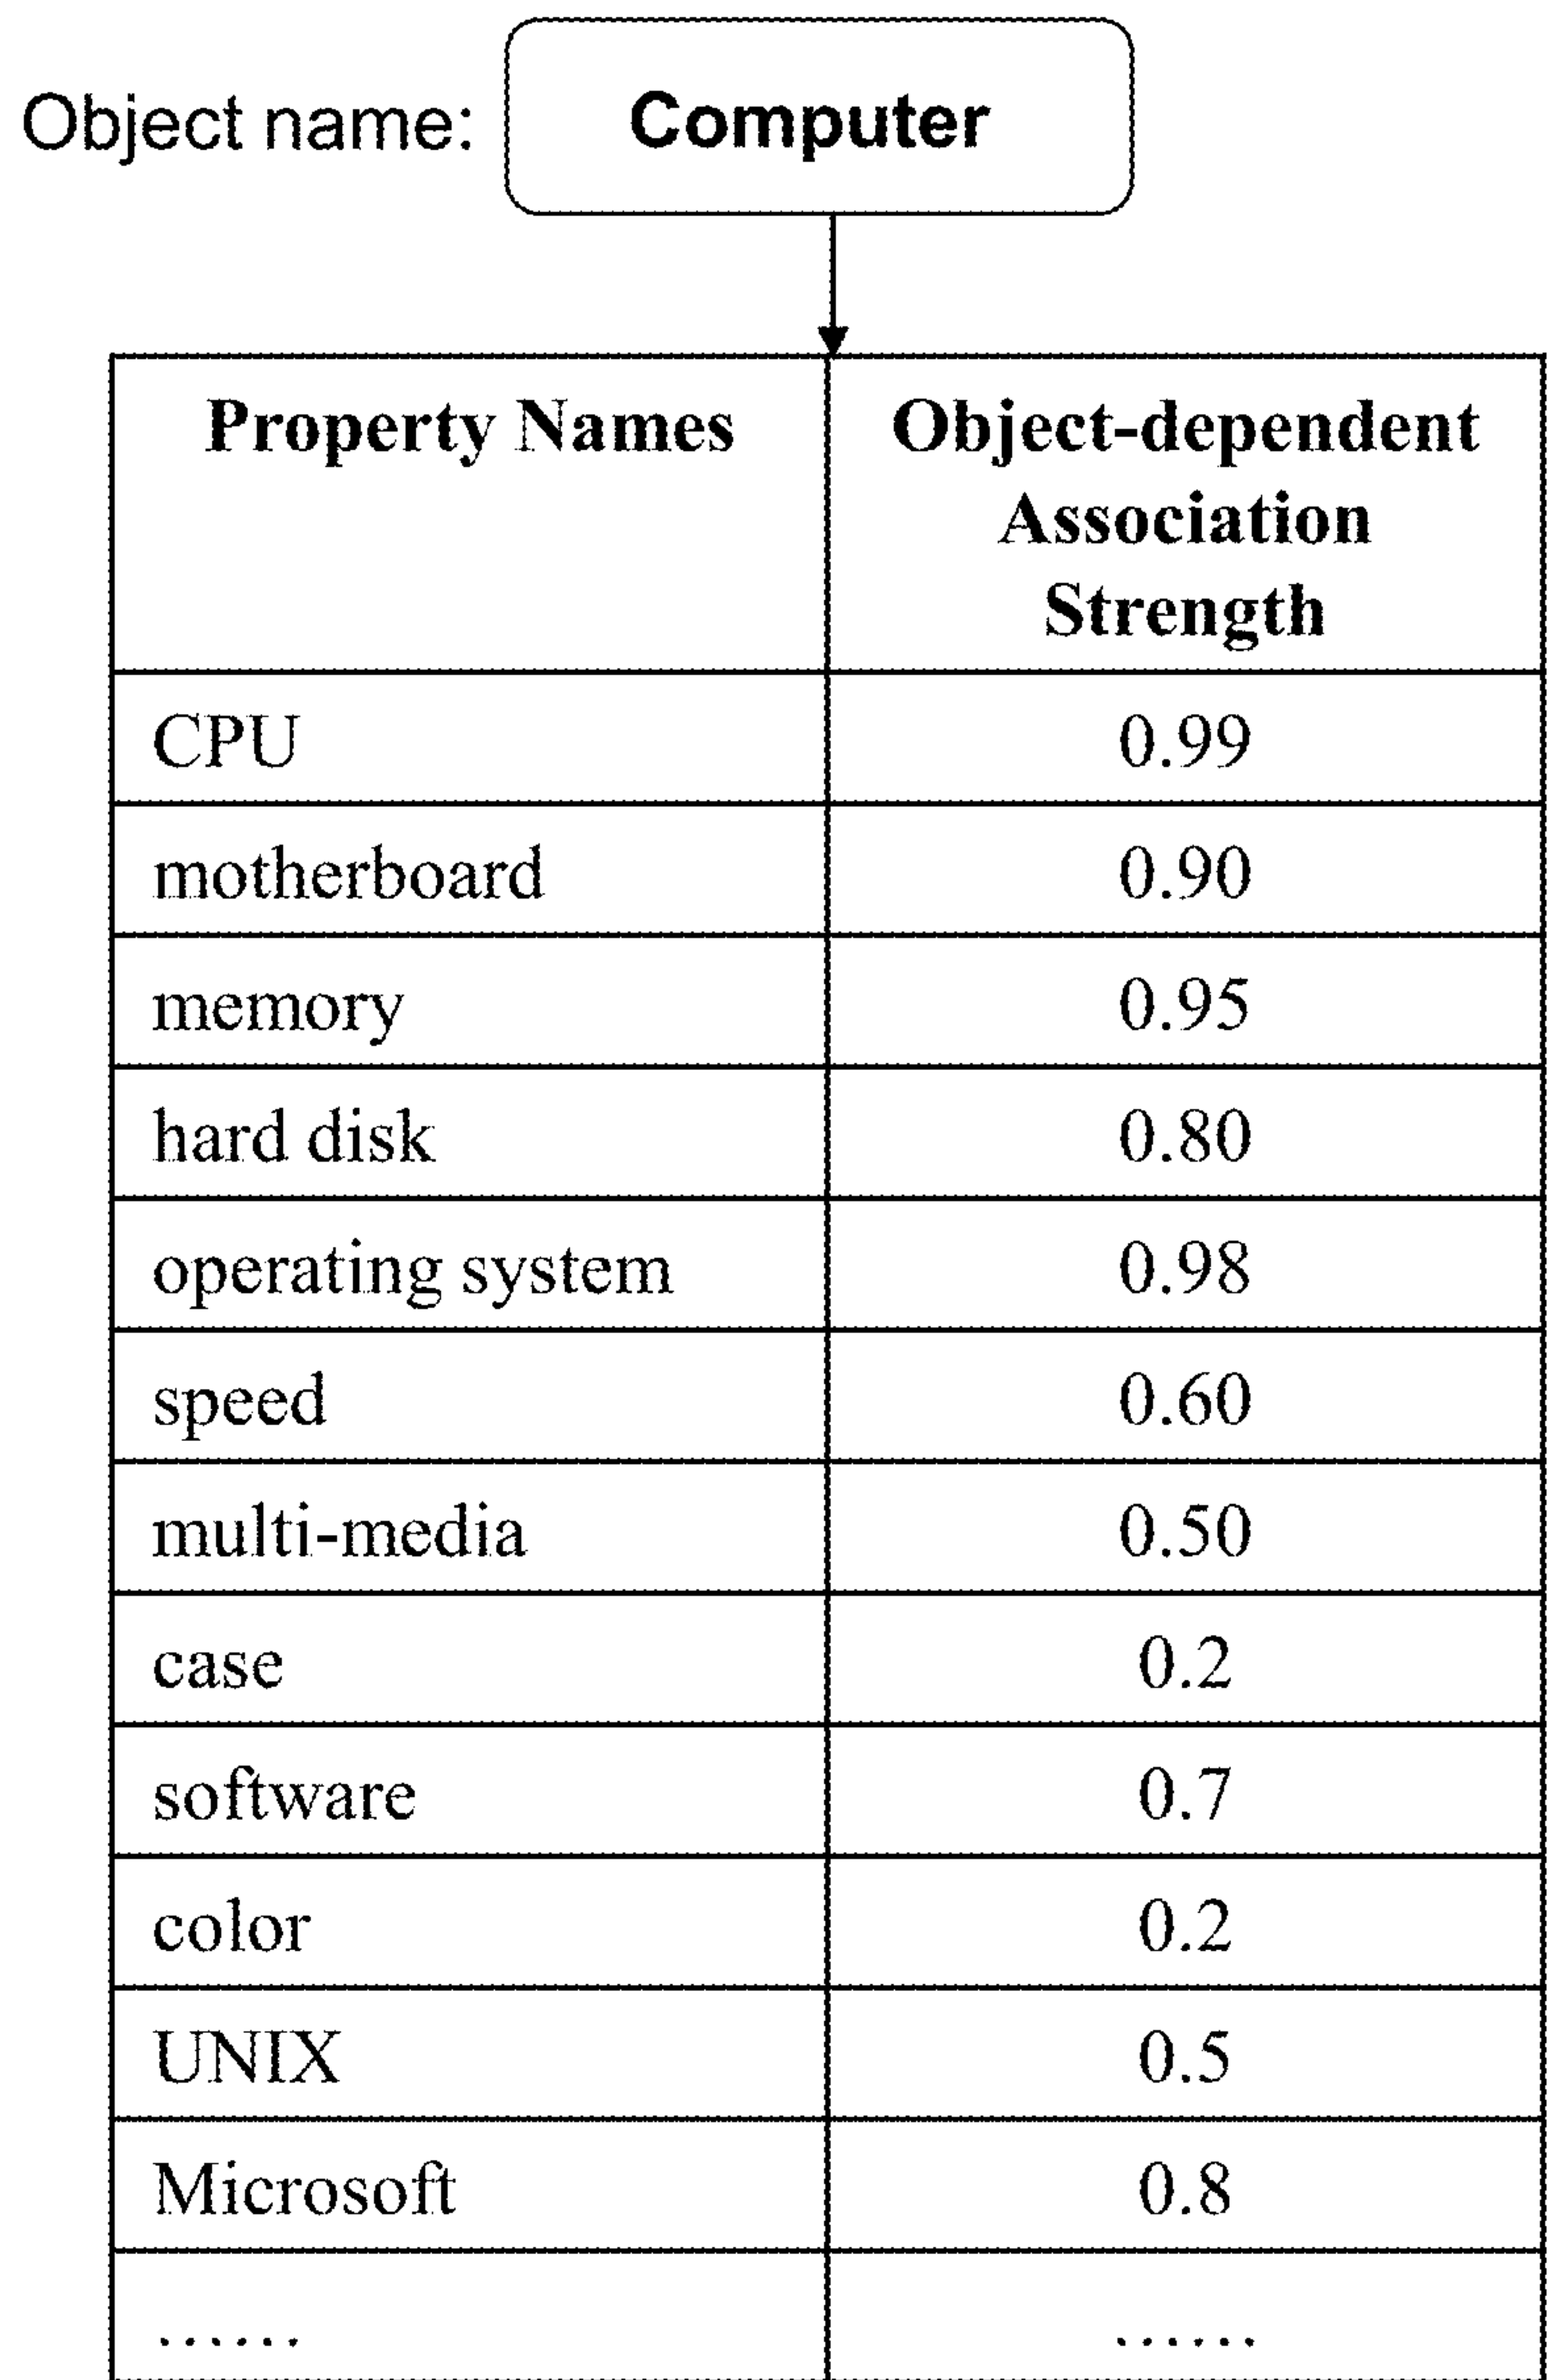 Object name: Computer
Property Names Object-dependent
Association
Strength
CPU 0.99
motherboard 0.90
memory 0.95
hard disk 0.80
operating system 0.98
speed 0.60
multi-media 0.50
case 0.2
software 0.7
color 0.2
UNIX 0.5
Microsoft 0.8
...... ......